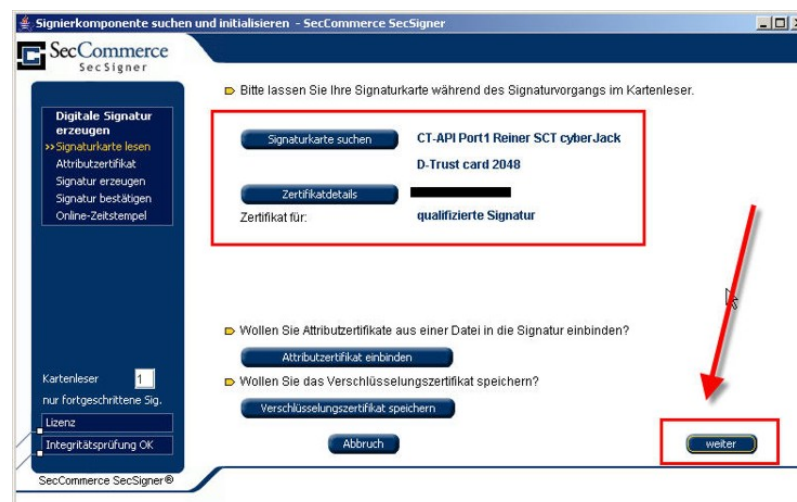 Signierkomponente suchen und initialisieren - SecCommerce SecSigner
SecCommerce
SecSigner
Bitte lassen Sie Ihre Signaturkarte während des Signaturvorgangs im Kartenleser.
Digitale Signatur
erzeugen
>>Signaturkarte lesen
Attributzertifikat
Signatur erzeugen
Signatur bestätigen
Online-Zeitstempel
Signaturkarte suchen
CT-API Port1 Reiner SCT cyberJack
D-Trust card 2048
Zertifikatdetails
Zertifikat für:
qualifizierte Signatur
Wollen Sie Attributzertifikate aus einer Datei in die Signatur einbinden?
Attributzertifikat einbinden
Wollen Sie das Verschlüsselungszertifikat speichern?
Verschlüsselungszertifikat speichern
Kartenleser 1
nur fortgeschrittene Sig.
Lizenz
Integritätsprüfung OK
Abbruch
weiter
SecCommerce SecSigner®